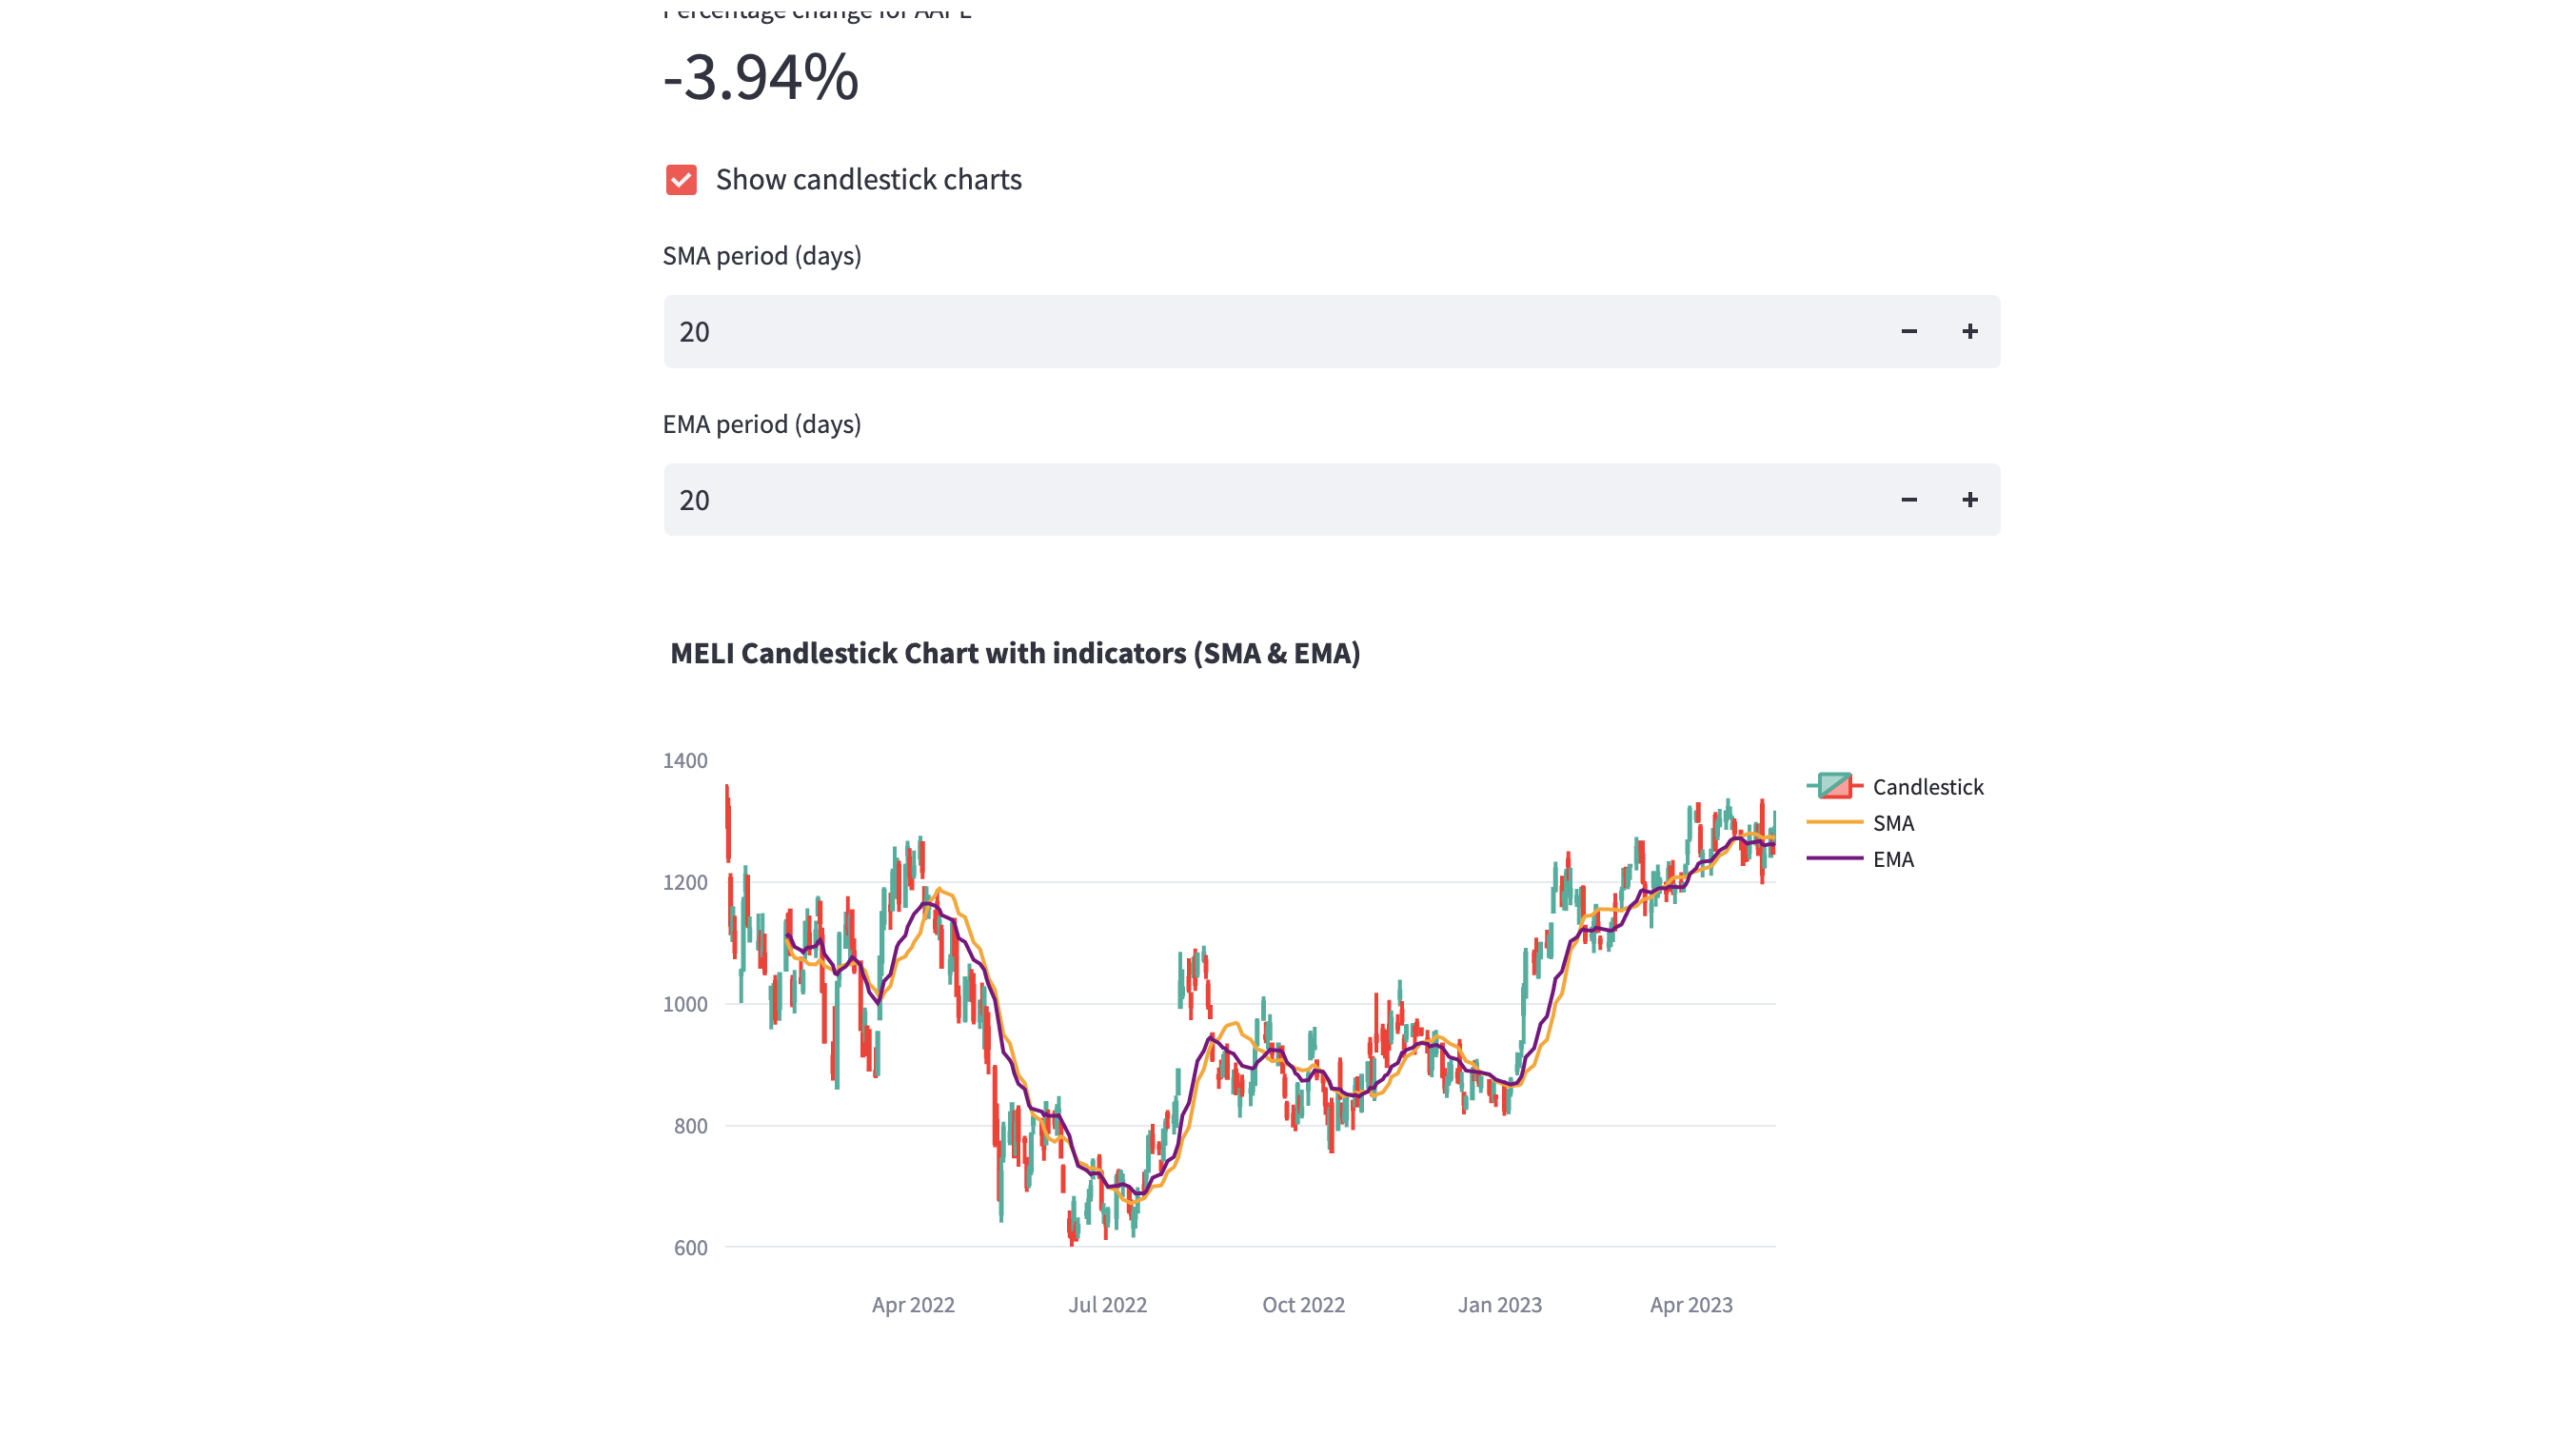 Percentage change for AAPL
-3.94%
Show candlestick charts
SMA period (days)
20
− +
EMA period (days)
20
− +
MELI Candlestick Chart with indicators (SMA & EMA)
1400
1200
1000
800
600
Apr 2022 Jul 2022 Oct 2022 Jan 2023 Apr 2023
Candlestick
SMA
EMA